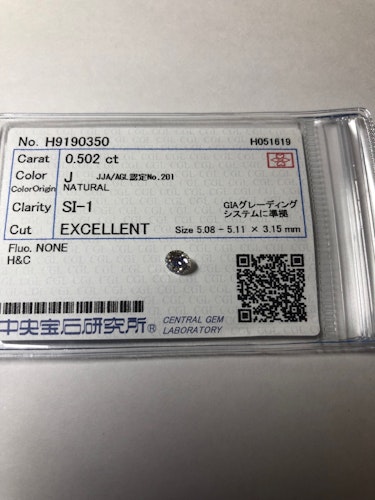 No. H9190350 H051619
Carat 0.502 ct
Color J JJA/AGL認定No.201
ColorOrigin NATURAL
Clarity SI-1 GIAグレーディング
システムに準拠
Cut EXCELLENT Size 5.08 - 5.11 × 3.15 mm
Fluo. NONE
H&C
中央宝石研究所® CENTRAL GEM
LABORATORY